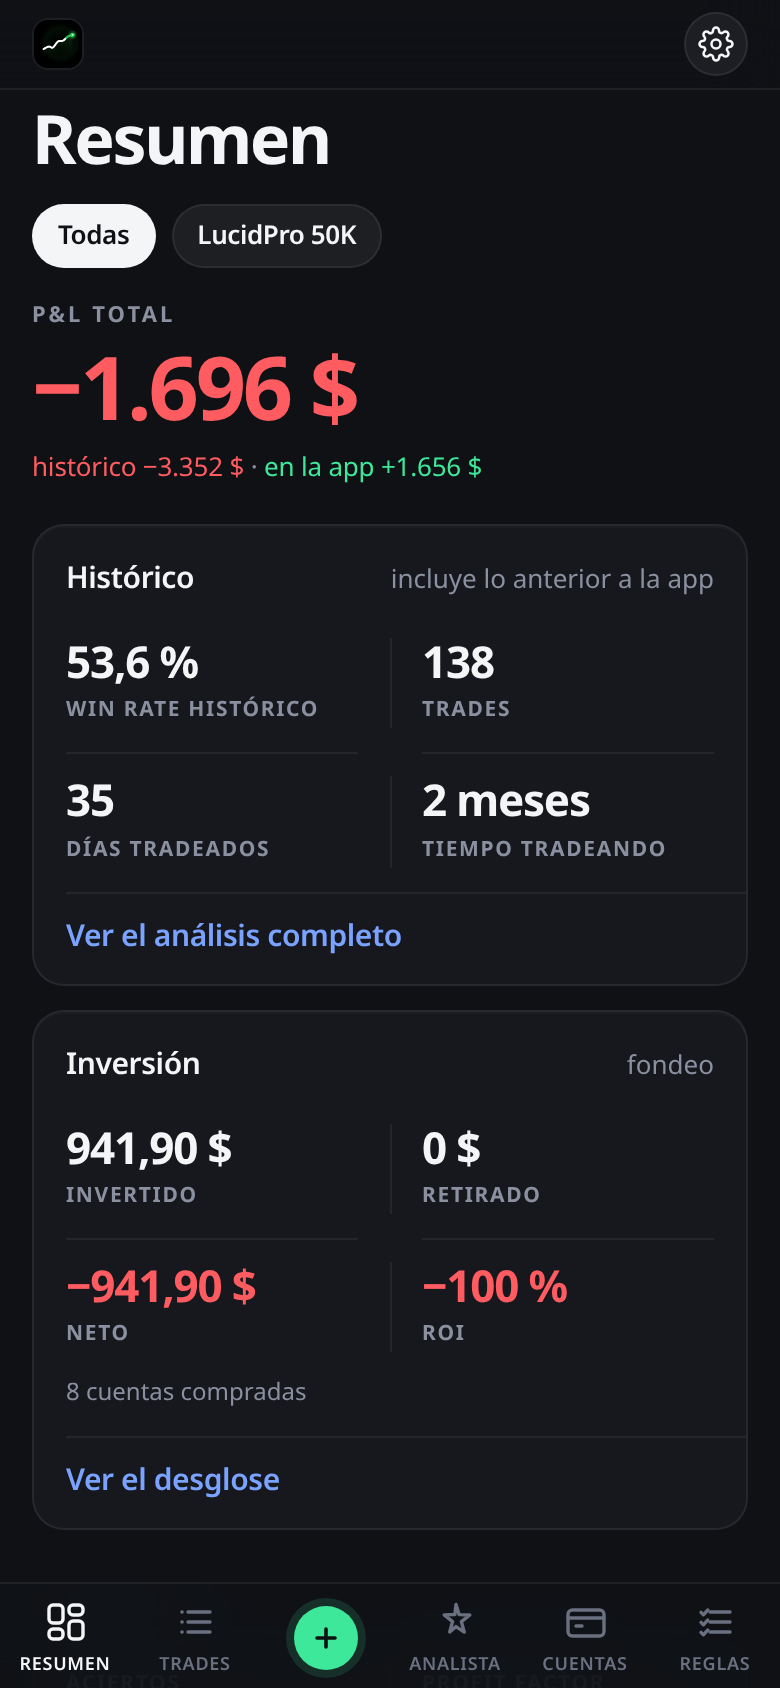 Resumen
Todas
LucidPro 50K
P&L TOTAL
−1.696 $
histórico −3.352 $ · en la app +1.656 $
Histórico
incluye lo anterior a la app
53,6 %
138
WIN RATE HISTÓRICO
TRADES
35
2 meses
DÍAS TRADEADOS
TIEMPO TRADEANDO
Ver el análisis completo
Inversión
fondeo
941,90 $
0 $
INVERTIDO
RETIRADO
−941,90 $
−100 %
NETO
ROI
8 cuentas compradas
Ver el desglose
RESUMEN
TRADES
ANALISTA
CUENTAS
REGLAS
ACIERTOS
PROFIT FACTOR